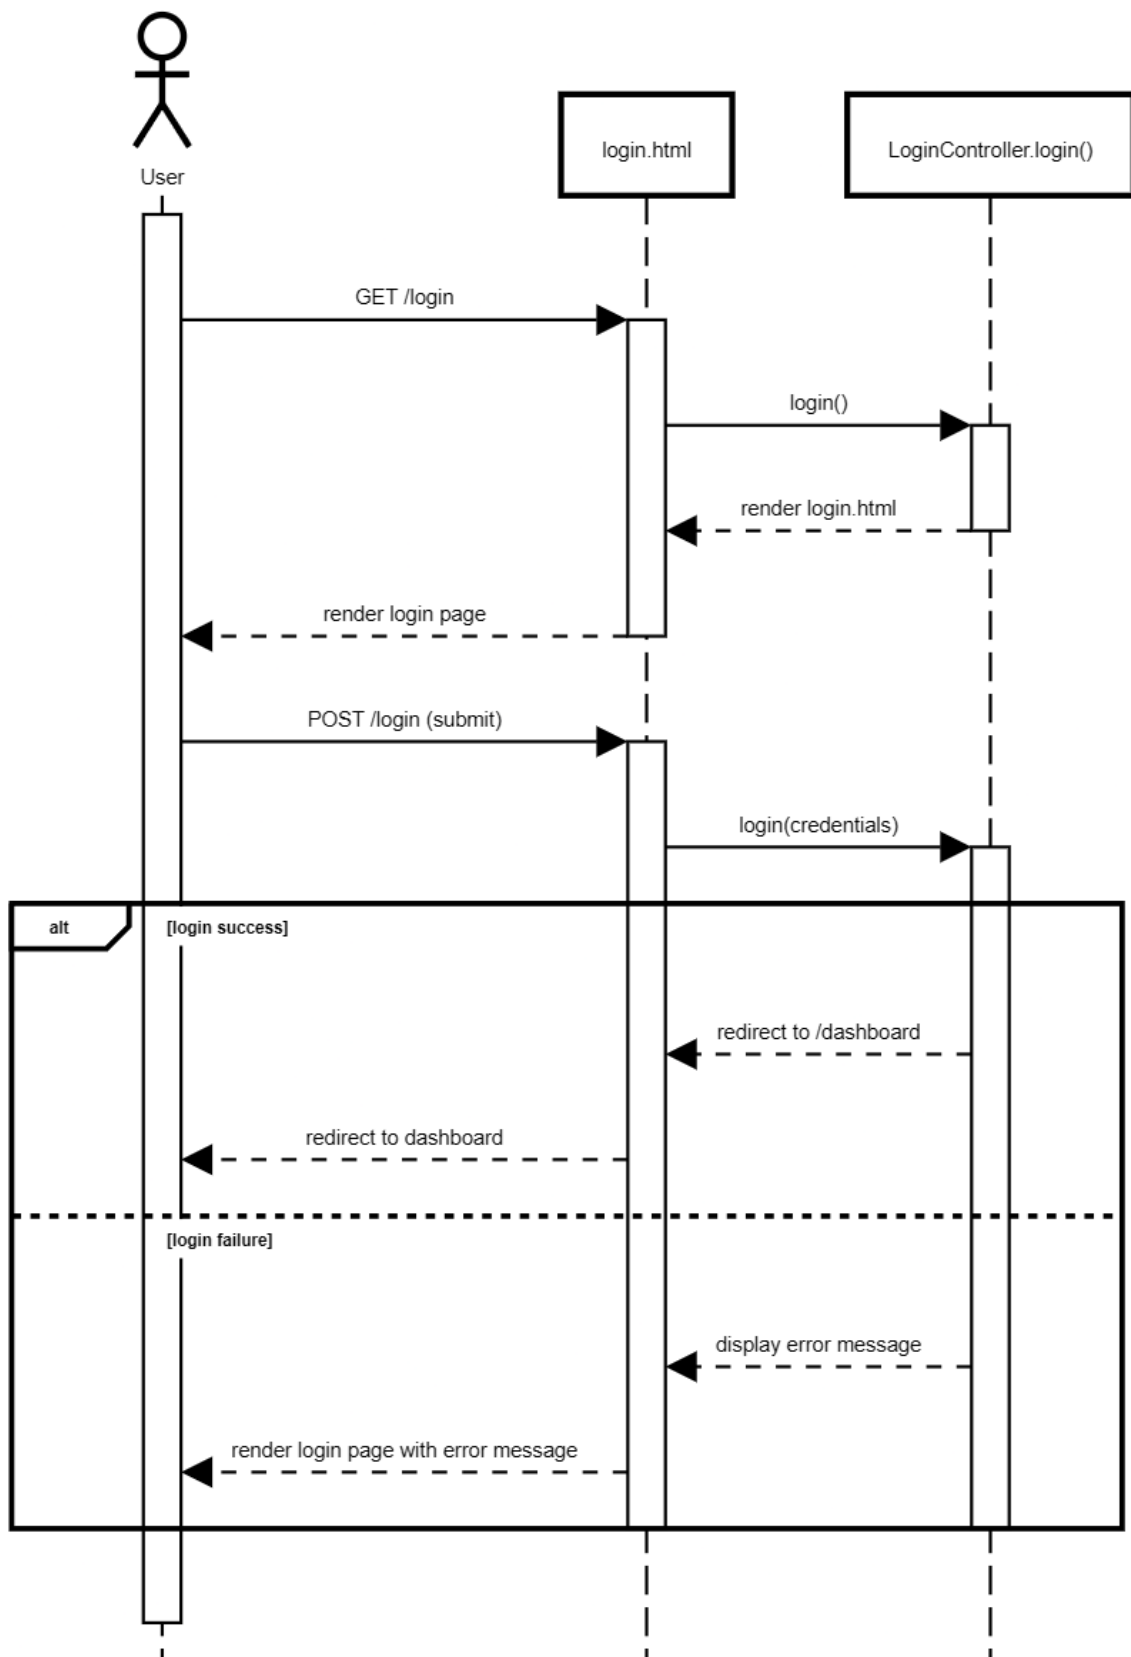 User
login.html
LoginController.login()
GET /login
login()
render login.html
render login page
POST /login (submit)
login(credentials)
alt
[login success]
redirect to /dashboard
redirect to dashboard
[login failure]
display error message
render login page with error message